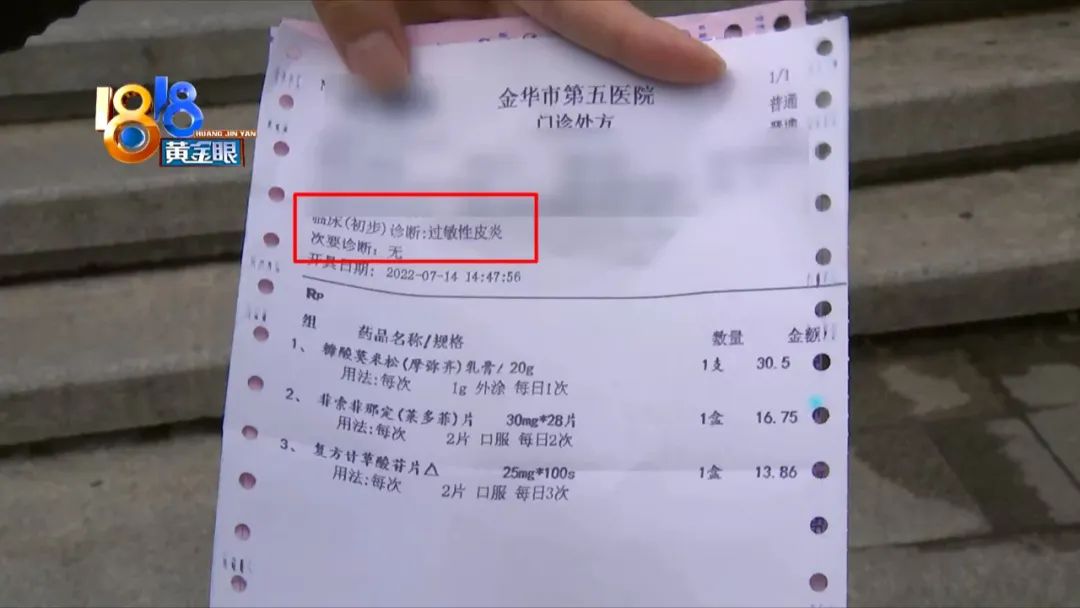 1818
HUANG JIN YAN
黄金眼
1/1
金华市第五医院
普通
门诊处方
普通
临床(初步)诊断:过敏性皮炎
次要诊断: 无
开具日期: 2022-07-14 14:47:56
Rp
组 药品名称/规格 数量 金额
1、 糠酸莫米松(摩弥齐)乳膏/ 20g 1支 30.5
用法:每次 1g 外涂 每日1次
2、 非索非那定(莱多菲)片 30mg*28片 1盒 16.75
用法:每次 2片 口服 每日2次
3、 复方甘草酸苷片△ 25mg*100s 1盒 13.86
用法:每次 2片 口服 每日3次